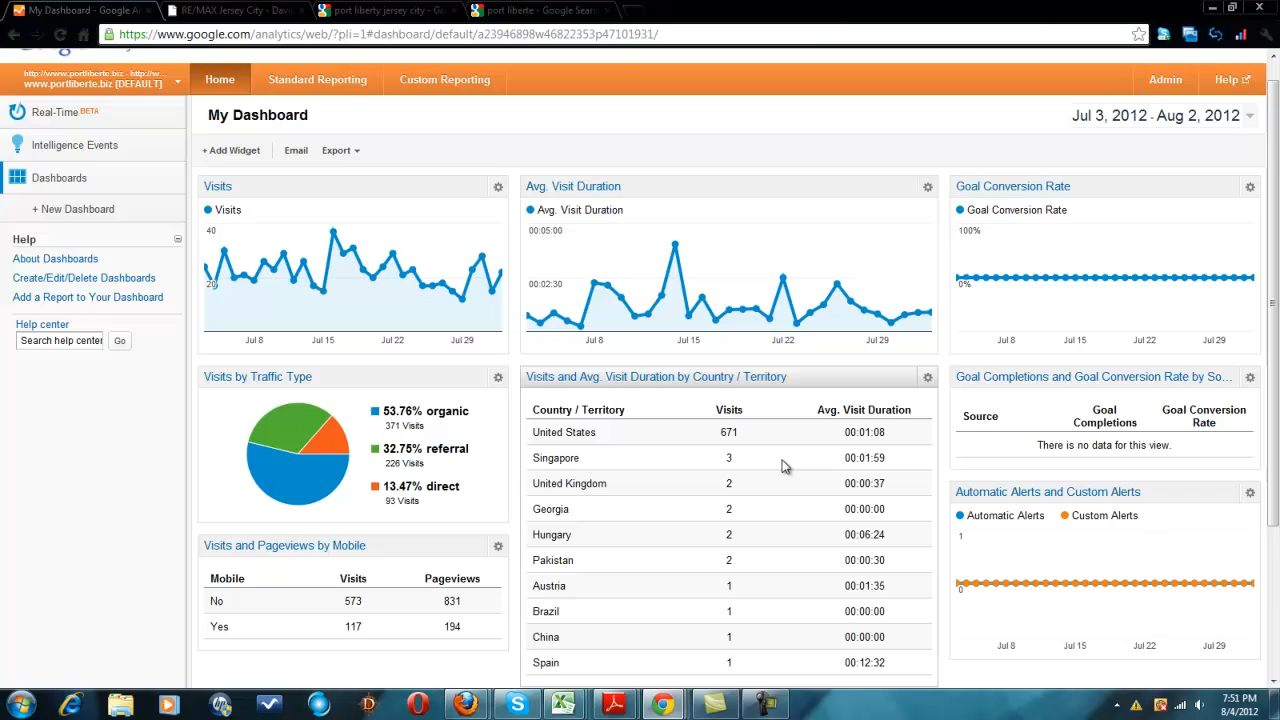 My Dashboard - Google An
RE/MAX Jersey City - Davi
port liberty jersey city - Go
port liberte - Google Sear
https://www.google.com/analytics/web/?pli=1#dashboard/default/a23946898w46822353p47101931/
http://www.portliberte.biz - http://w...
www.portliberte.biz [DEFAULT]
Home
Standard Reporting
Custom Reporting
Admin
Help
Real-Time BETA
Intelligence Events
Dashboards
+ New Dashboard
Help
About Dashboards
Create/Edit/Delete Dashboards
Add a Report to Your Dashboard
Help center
Search help center
Go
My Dashboard
Jul 3, 2012 - Aug 2, 2012
+ Add Widget
Email
Export
Visits
Visits
40
20
Jul 8 Jul 15 Jul 22 Jul 29
Avg. Visit Duration
Avg. Visit Duration
00:05:00
00:02:30
Jul 8 Jul 15 Jul 22 Jul 29
Goal Conversion Rate
Goal Conversion Rate
100%
0%
Jul 8 Jul 15 Jul 22 Jul 29
Visits by Traffic Type
53.76% organic
371 Visits
32.75% referral
226 Visits
13.47% direct
93 Visits
Visits and Pageviews by Mobile
Mobile Visits Pageviews
No 573 831
Yes 117 194
Visits and Avg. Visit Duration by Country / Territory
Country / Territory Visits Avg. Visit Duration
United States 671 00:01:08
Singapore 3 00:01:59
United Kingdom 2 00:00:37
Georgia 2 00:00:00
Hungary 2 00:06:24
Pakistan 2 00:00:30
Austria 1 00:01:35
Brazil 1 00:00:00
China 1 00:00:00
Spain 1 00:12:32
Goal Completions and Goal Conversion Rate by So...
Source Goal Completions Goal Conversion Rate
There is no data for this view.
Automatic Alerts and Custom Alerts
Automatic Alerts Custom Alerts
1
0
Jul 8 Jul 15 Jul 22 Jul 29
7:51 PM
8/4/2012